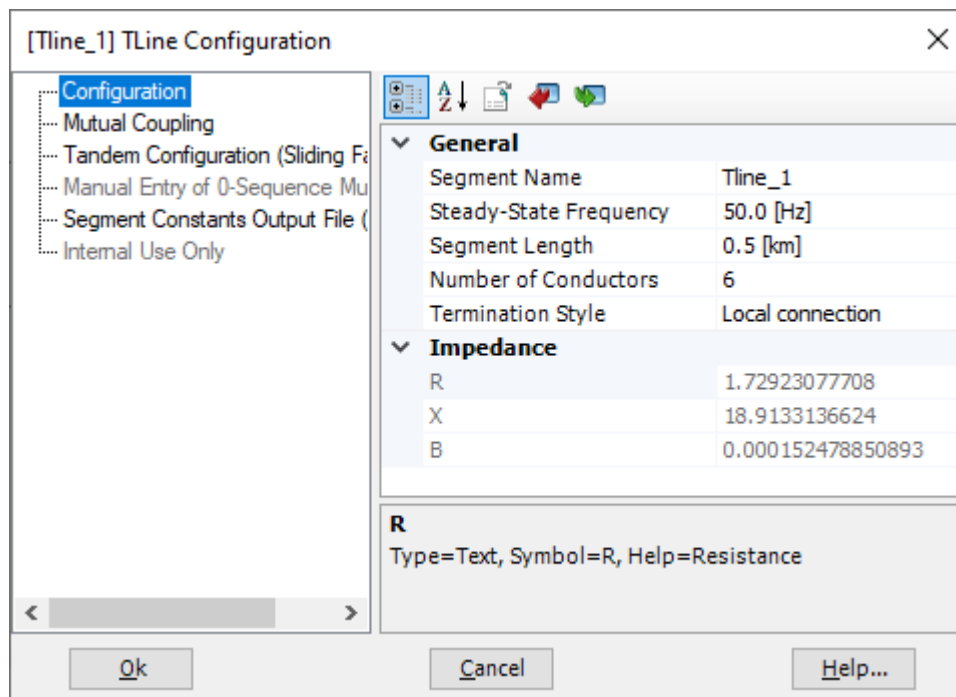 [Tline_1] TLine Configuration
Configuration
Mutual Coupling
Tandem Configuration (Sliding Fa
Manual Entry of 0-Sequence Mu
Segment Constants Output File (
Internal Use Only
A
Z
General
Segment Name Tline_1
Steady-State Frequency 50.0 [Hz]
Segment Length 0.5 [km]
Number of Conductors 6
Termination Style Local connection
Impedance
R 1.72923077708
X 18.9133136624
B 0.000152478850893
R
Type=Text, Symbol=R, Help=Resistance
Ok Cancel Help...